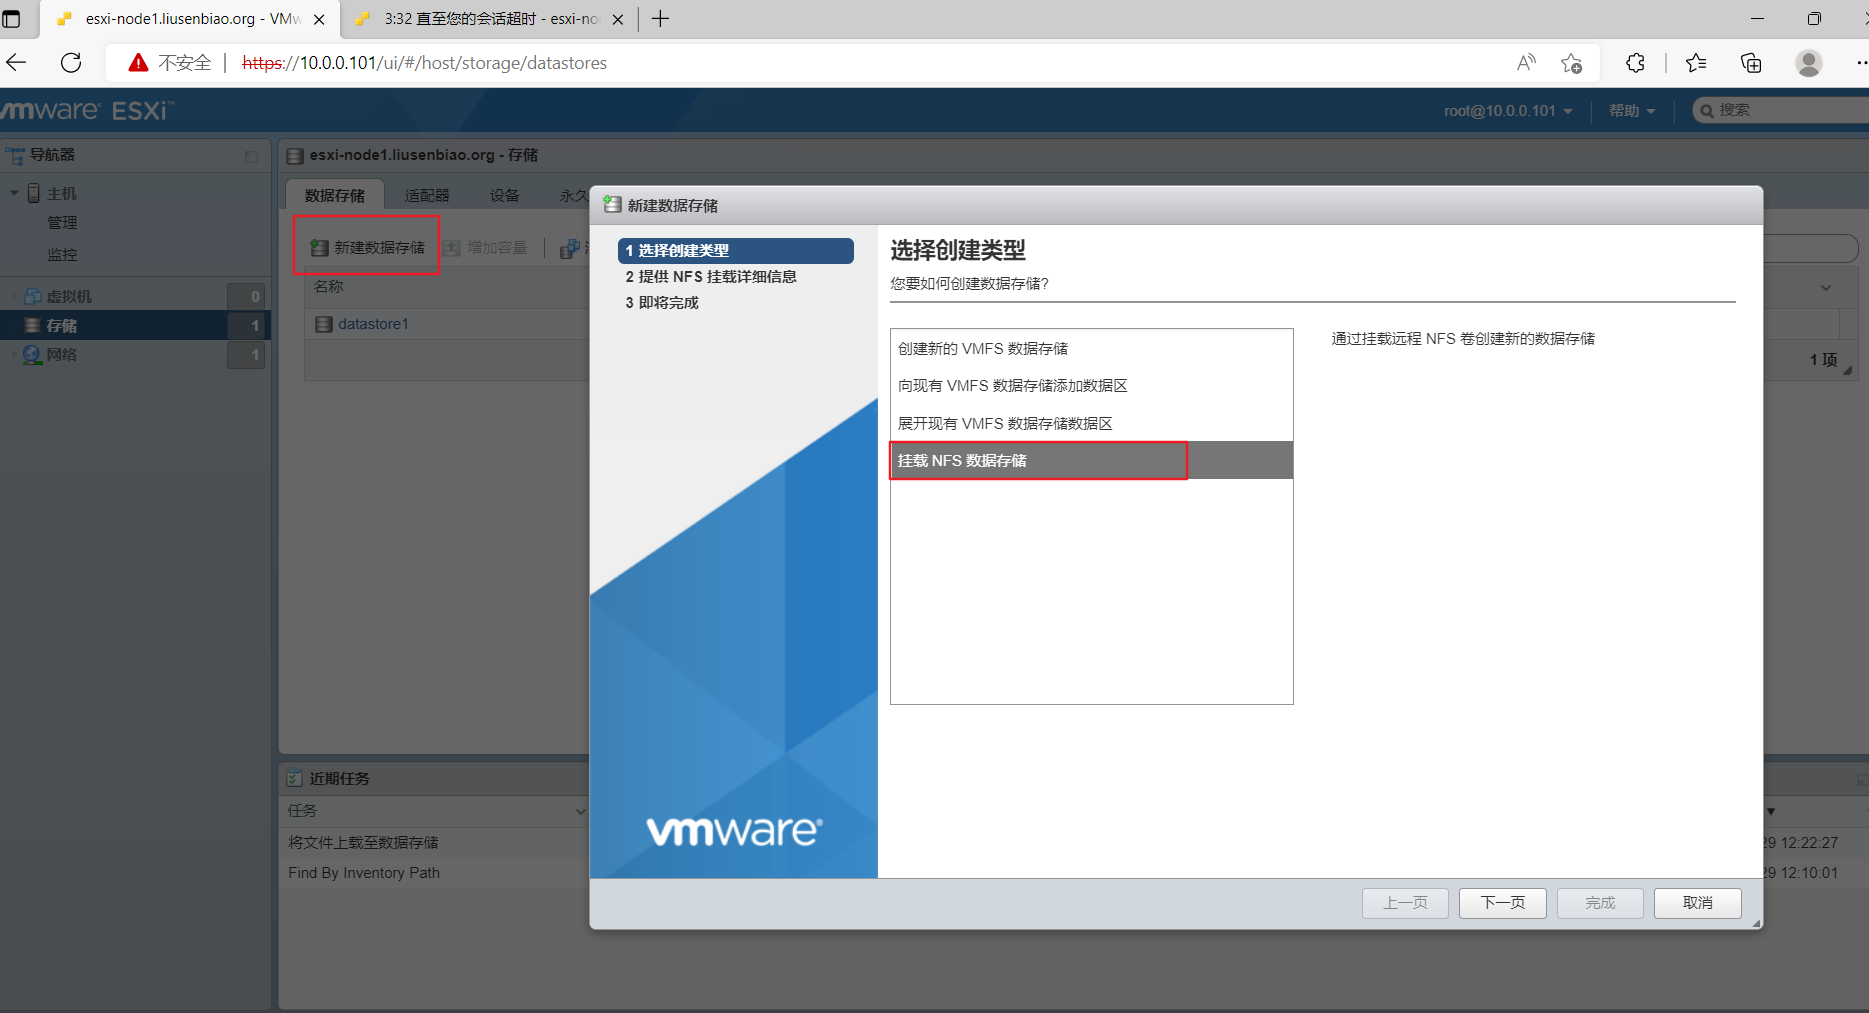 esxi-node1.liusenbiao.org - VMw
3:32 直至您的会话超时 - esxi-no
不安全
https://10.0.0.101/ui/#/host/storage/datastores
vmware ESXi™
root@10.0.0.101
帮助
搜索
导航器
主机
管理
监控
虚拟机 0
存储 1
网络 1
esxi-node1.liusenbiao.org - 存储
数据存储 适配器 设备 永久
新建数据存储 增加容量
名称
datastore1
1 项
新建数据存储
1 选择创建类型
2 提供 NFS 挂载详细信息
3 即将完成
vmware
选择创建类型
您要如何创建数据存储?
创建新的 VMFS 数据存储
向现有 VMFS 数据存储添加数据区
展开现有 VMFS 数据存储数据区
挂载 NFS 数据存储
通过挂载远程 NFS 卷创建新的数据存储
上一页 下一页 完成 取消
近期任务
任务
将文件上载至数据存储
29 12:22:27
Find By Inventory Path
29 12:10:01